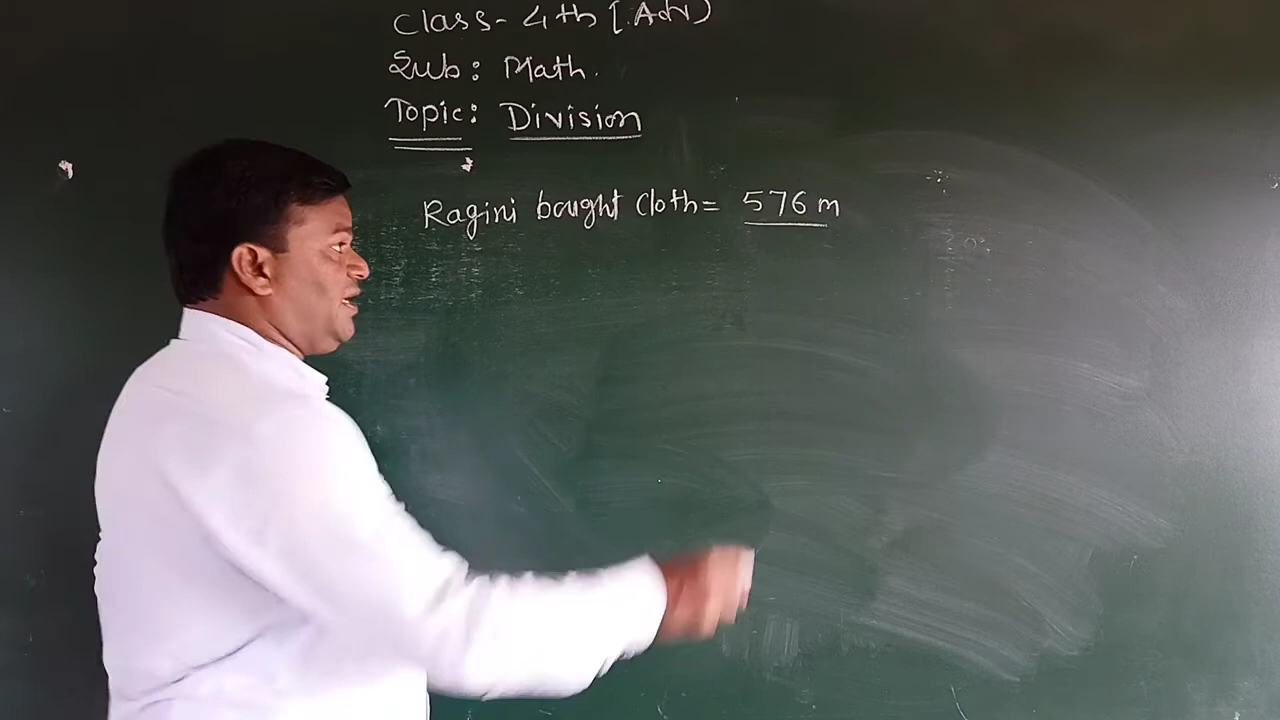 Class- 4th [Adv)
Sub: Math.
Topic: Division
Ragini bought cloth= 576 m